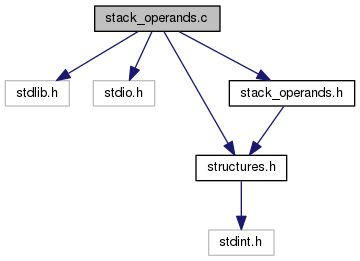 stack_operands.c
stdlib.h
stdio.h
stack_operands.h
structures.h
stdint.h